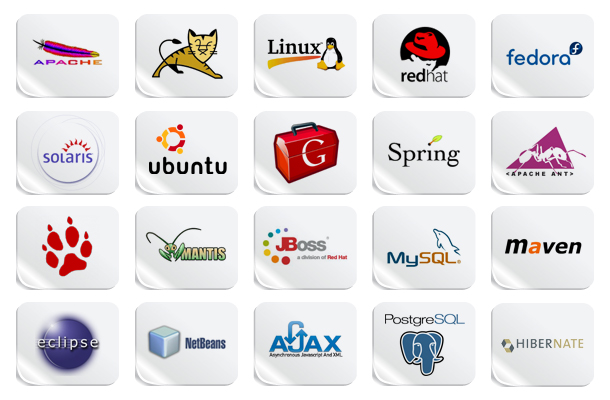 APACHE
Linux
redhat
fedora
f
solaris
ubuntu
G
Spring
<APACHE ANT>
MANTIS
JBoss
a division of Red Hat
MySQL
maven
eclipse
NetBeans
AJAX
Asynchronous Javascript And XML
PostgreSQL
HIBERNATE